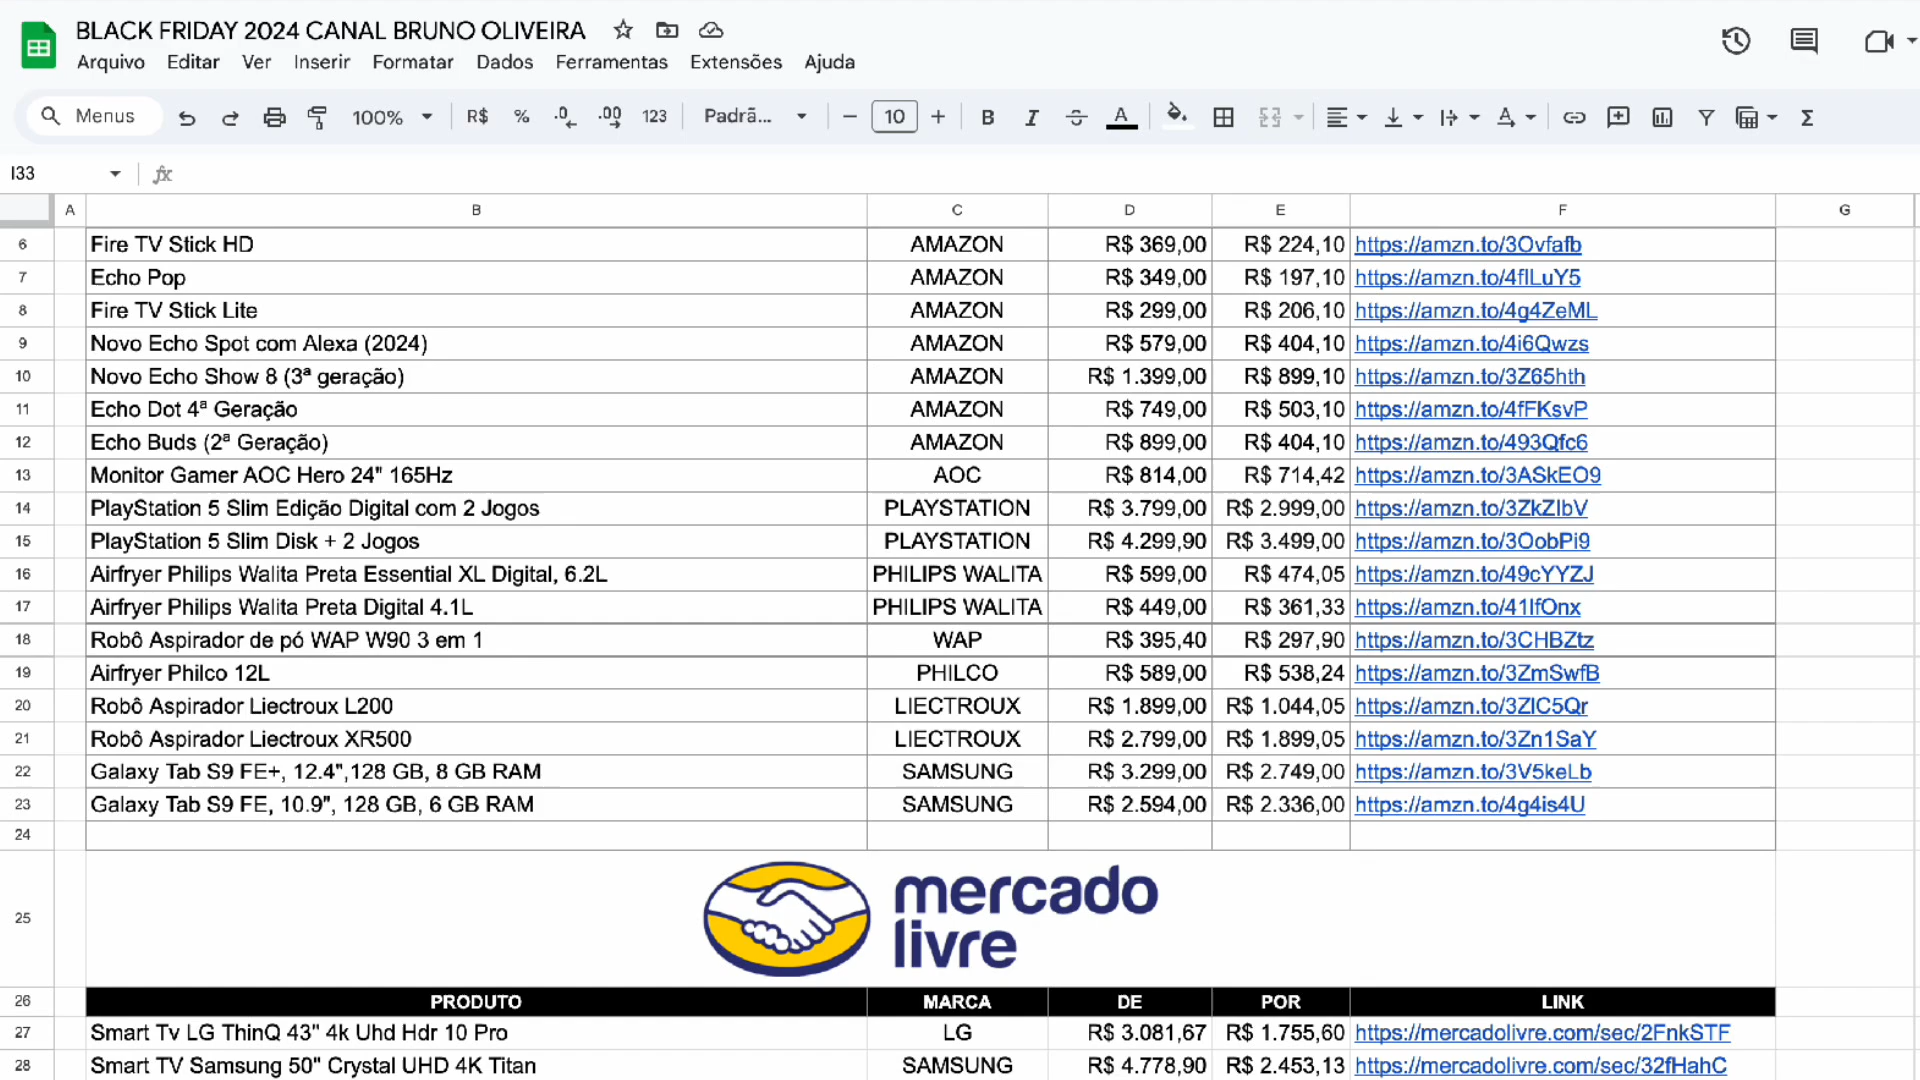 BLACK FRIDAY 2024 CANAL BRUNO OLIVEIRA
Arquivo Editar Ver Inserir Formatar Dados Ferramentas Extensões Ajuda
Menus 100% R$ % .0 .00 123 Padrã... 10 B I A A Σ
I33 fx
A B C D E F G
6 Fire TV Stick HD AMAZON R$ 369,00 R$ 224,10 https://amzn.to/3Ovfafb
7 Echo Pop AMAZON R$ 349,00 R$ 197,10 https://amzn.to/4fILuY5
8 Fire TV Stick Lite AMAZON R$ 299,00 R$ 206,10 https://amzn.to/4g4ZeML
9 Novo Echo Spot com Alexa (2024) AMAZON R$ 579,00 R$ 404,10 https://amzn.to/4i6Qwzs
10 Novo Echo Show 8 (3ª geração) AMAZON R$ 1.399,00 R$ 899,10 https://amzn.to/3Z65hth
11 Echo Dot 4ª Geração AMAZON R$ 749,00 R$ 503,10 https://amzn.to/4fFKsvP
12 Echo Buds (2ª Geração) AMAZON R$ 899,00 R$ 404,10 https://amzn.to/493Qfc6
13 Monitor Gamer AOC Hero 24" 165Hz AOC R$ 814,00 R$ 714,42 https://amzn.to/3ASkEO9
14 PlayStation 5 Slim Edição Digital com 2 Jogos PLAYSTATION R$ 3.799,00 R$ 2.999,00 https://amzn.to/3ZkZIbV
15 PlayStation 5 Slim Disk + 2 Jogos PLAYSTATION R$ 4.299,90 R$ 3.499,00 https://amzn.to/3OobPi9
16 Airfryer Philips Walita Preta Essential XL Digital, 6.2L PHILIPS WALITA R$ 599,00 R$ 474,05 https://amzn.to/49cYYZJ
17 Airfryer Philips Walita Preta Digital 4.1L PHILIPS WALITA R$ 449,00 R$ 361,33 https://amzn.to/41IfOnx
18 Robô Aspirador de pó WAP W90 3 em 1 WAP R$ 395,40 R$ 297,90 https://amzn.to/3CHBZtz
19 Airfryer Philco 12L PHILCO R$ 589,00 R$ 538,24 https://amzn.to/3ZmSwfB
20 Robô Aspirador Liectroux L200 LIECTROUX R$ 1.899,00 R$ 1.044,05 https://amzn.to/3ZlC5Qr
21 Robô Aspirador Liectroux XR500 LIECTROUX R$ 2.799,00 R$ 1.899,05 https://amzn.to/3Zn1SaY
22 Galaxy Tab S9 FE+, 12.4",128 GB, 8 GB RAM SAMSUNG R$ 3.299,00 R$ 2.749,00 https://amzn.to/3V5keLb
23 Galaxy Tab S9 FE, 10.9", 128 GB, 6 GB RAM SAMSUNG R$ 2.594,00 R$ 2.336,00 https://amzn.to/4g4is4U
24
25 mercado
livre
26 PRODUTO MARCA DE POR LINK
27 Smart Tv LG ThinQ 43" 4k Uhd Hdr 10 Pro LG R$ 3.081,67 R$ 1.755,60 https://mercadolivre.com/sec/2FnkSTF
28 Smart TV Samsung 50" Crystal UHD 4K Titan SAMSUNG R$ 4.778,90 R$ 2.453,13 https://mercadolivre.com/sec/32fHahC